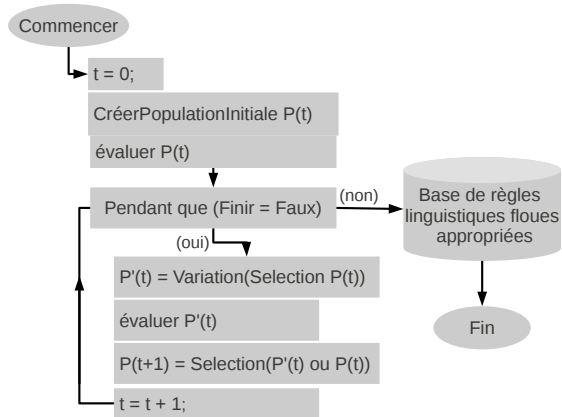 Commencer
t = 0;
CréerPopulationInitiale P(t)
évaluer P(t)
Pendant que (Finir = Faux)
(non)
Base de règles
linguistiques floues
appropriées
(oui)
P'(t) = Variation(Selection P(t))
évaluer P'(t)
P(t+1) = Selection(P'(t) ou P(t))
t = t + 1;
Fin